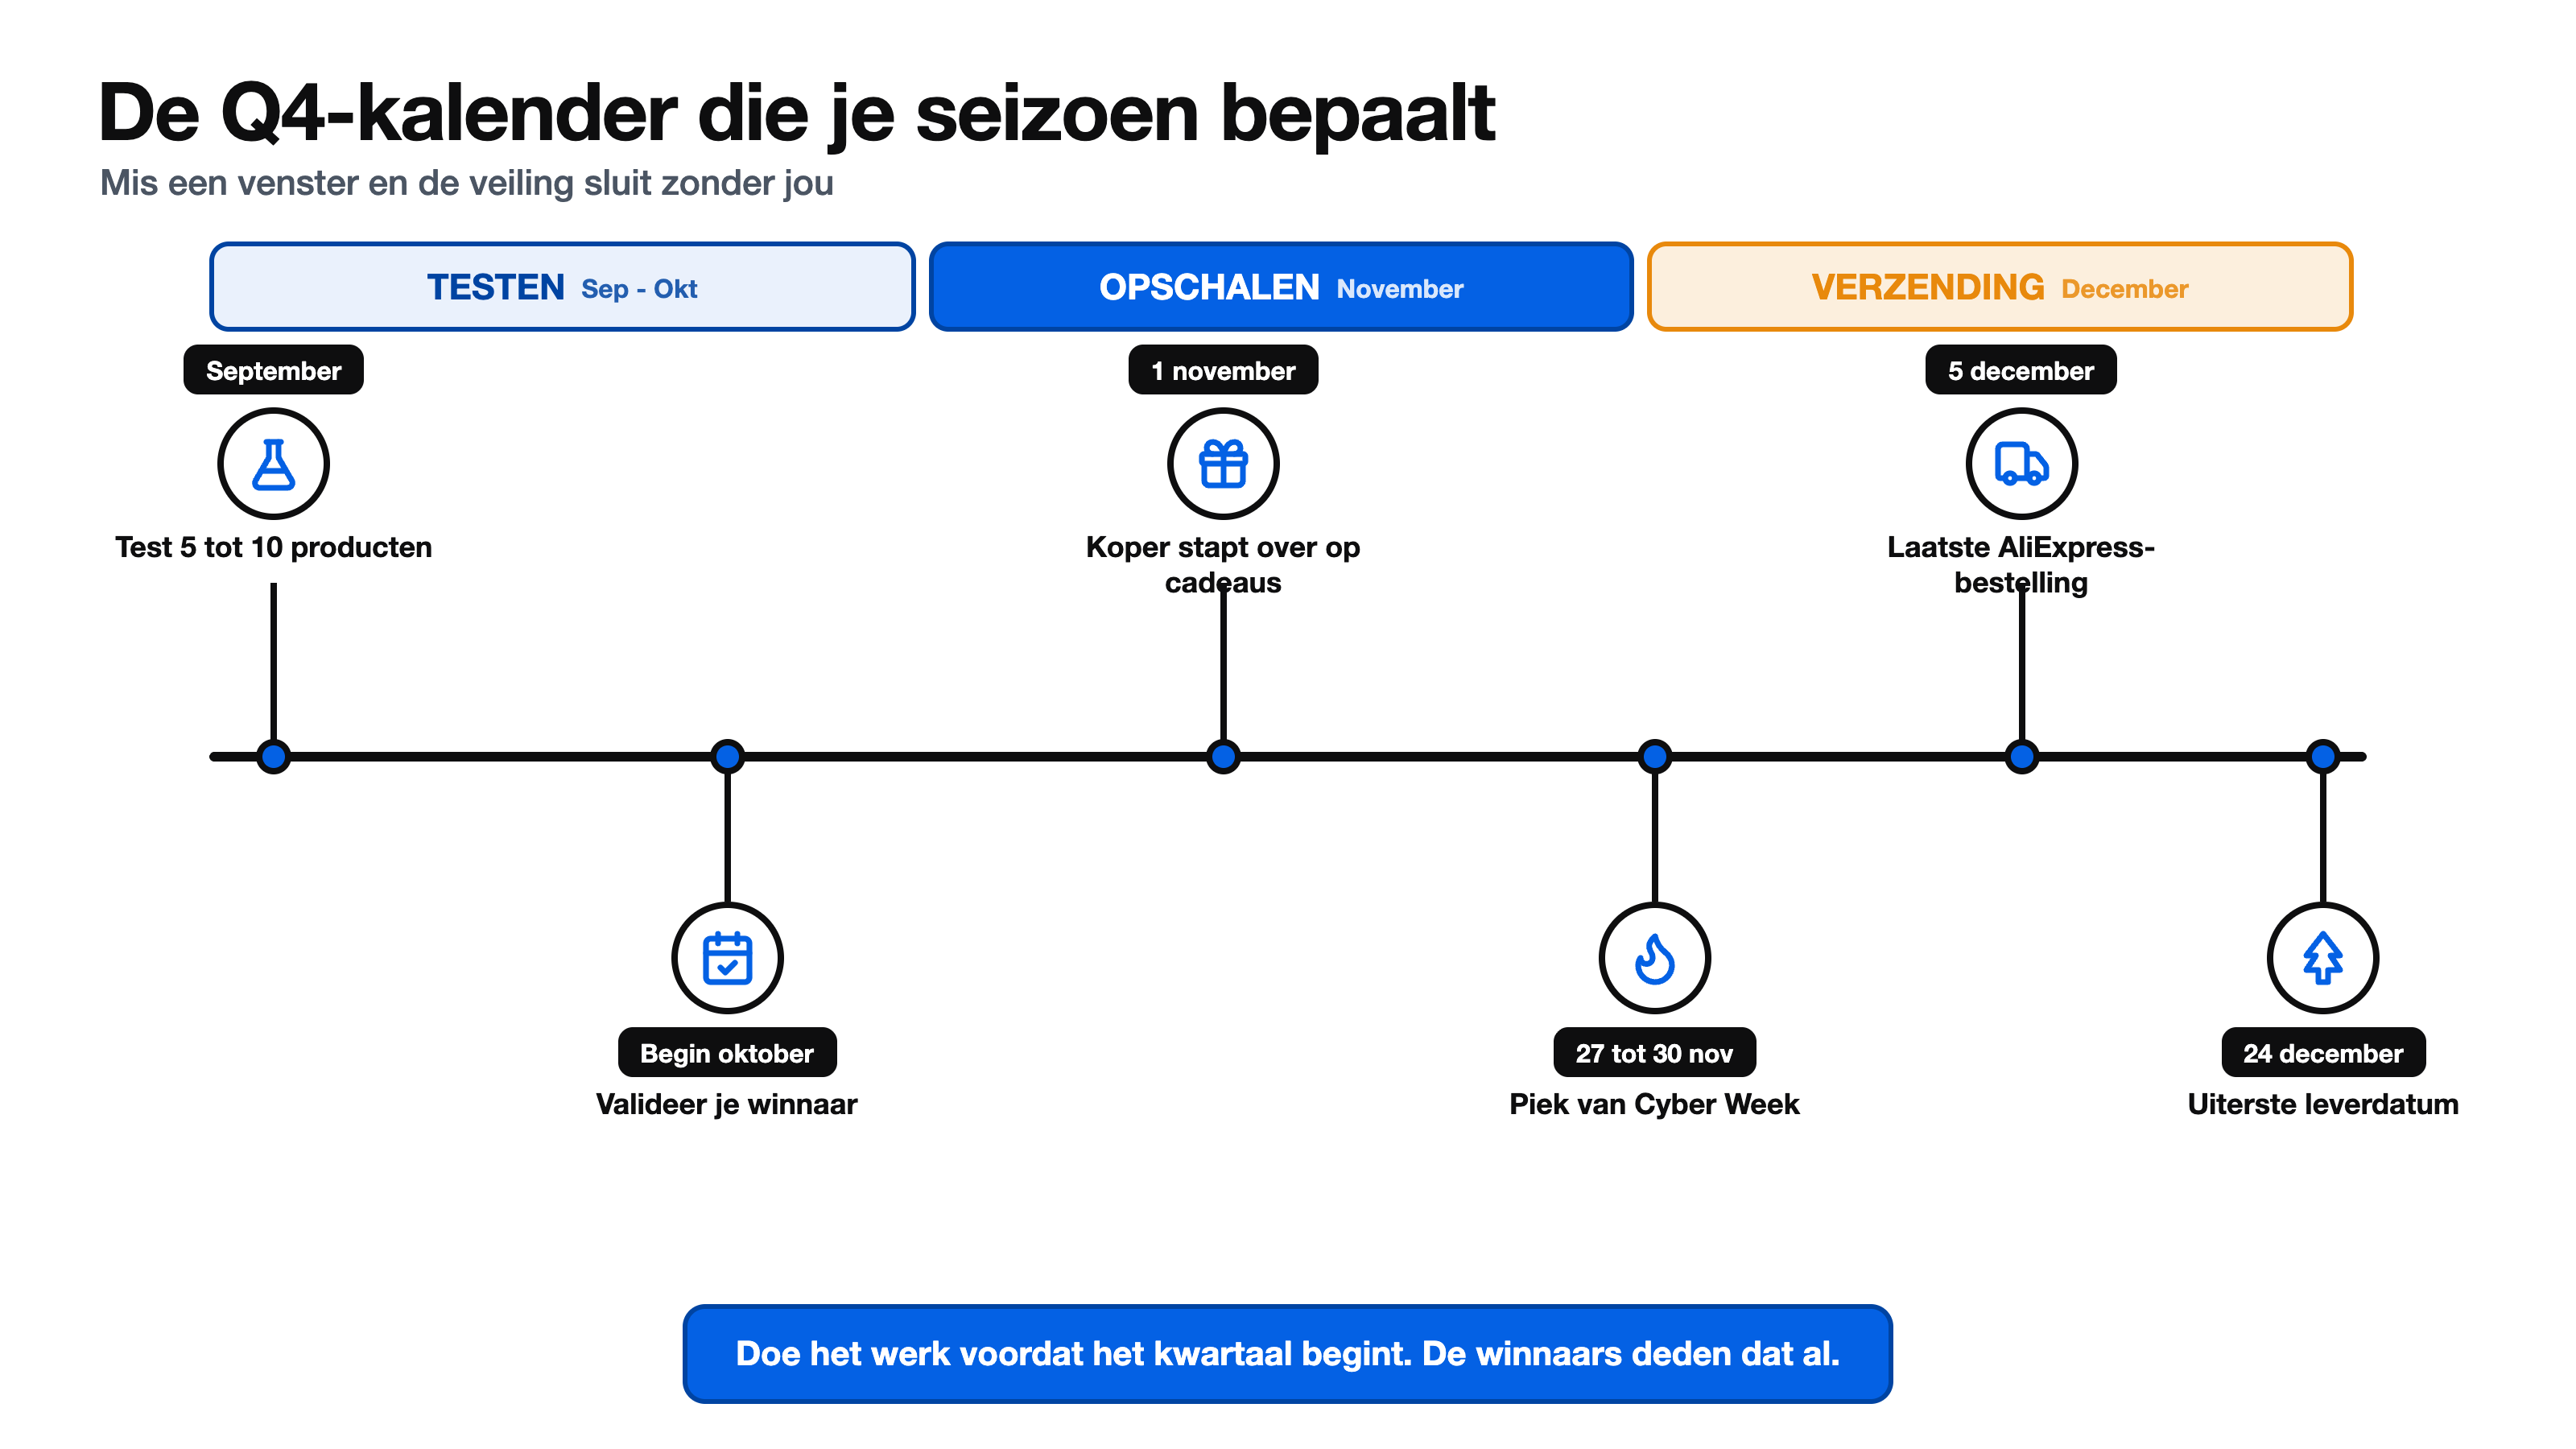 De Q4-kalender die je seizoen bepaalt
Mis een venster en de veiling sluit zonder jou
TESTEN Sep - Okt
OPSCHALEN November
VERZENDING December
September
Test 5 tot 10 producten
1 november
Koper stapt over op
cadeaus
5 december
Laatste AliExpress-
bestelling
Begin oktober
Valideer je winnaar
27 tot 30 nov
Piek van Cyber Week
24 december
Uiterste leverdatum
Doe het werk voordat het kwartaal begint. De winnaars deden dat al.